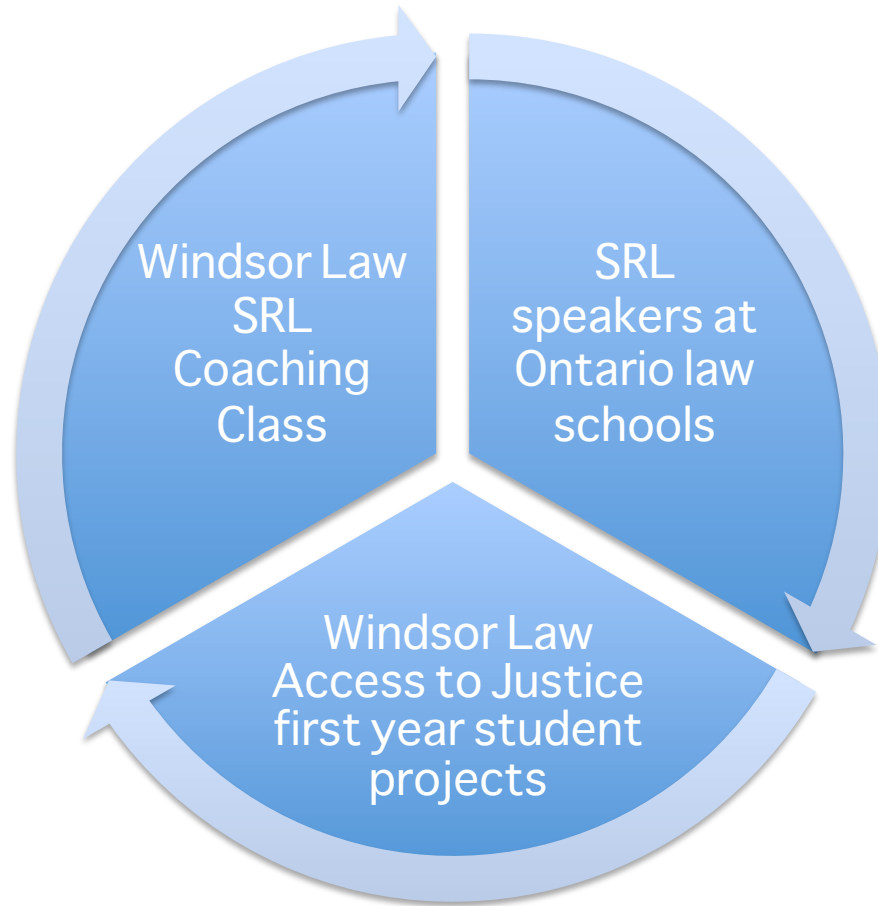 Windsor Law
SRL
Coaching
Class
SRL
speakers at
Ontario law
schools
Windsor Law
Access to Justice
first year student
projects